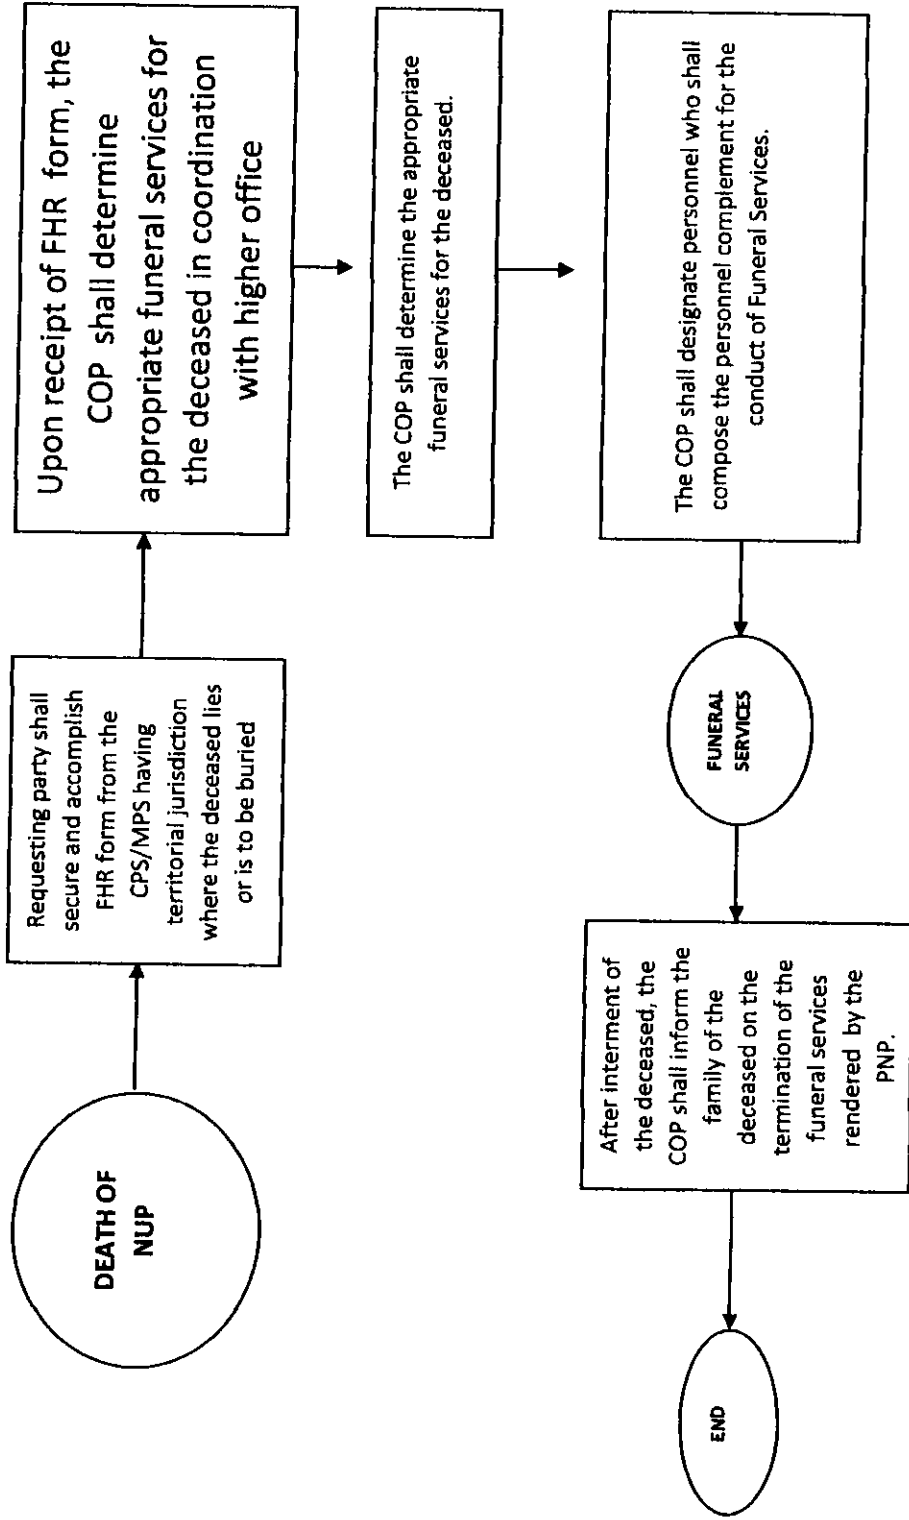 DEATH OF
NUP
Requesting party shall
secure and accomplish
FHR form from the
CPS/MPS having
territorial jurisdiction
where the deceased lies
or is to be buried
Upon receipt of FHR form, the
COP shall determine
appropriate funeral services for
the deceased in coordination
with higher office
The COP shall determine the appropriate
funeral services for the deceased.
The COP shall designate personnel who shall
compose the personnel complement for the
conduct of Funeral Services.
FUNERAL
SERVICES
After interment of
the deceased, the
COP shall inform the
family of the
deceased on the
termination of the
funeral services
rendered by the
PNP.
END